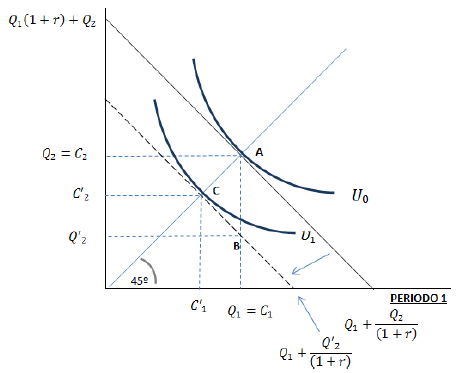 Q₁(1 + r) + Q₂
A
Q₂ = C₂
U₀
C
C'₂
U₁
B
Q'₂
45º
PERIODO 1
C'₁
Q₁ = C₁
Q₁ + Q₂/(1 + r)
Q₁ + Q'₂/(1 + r)